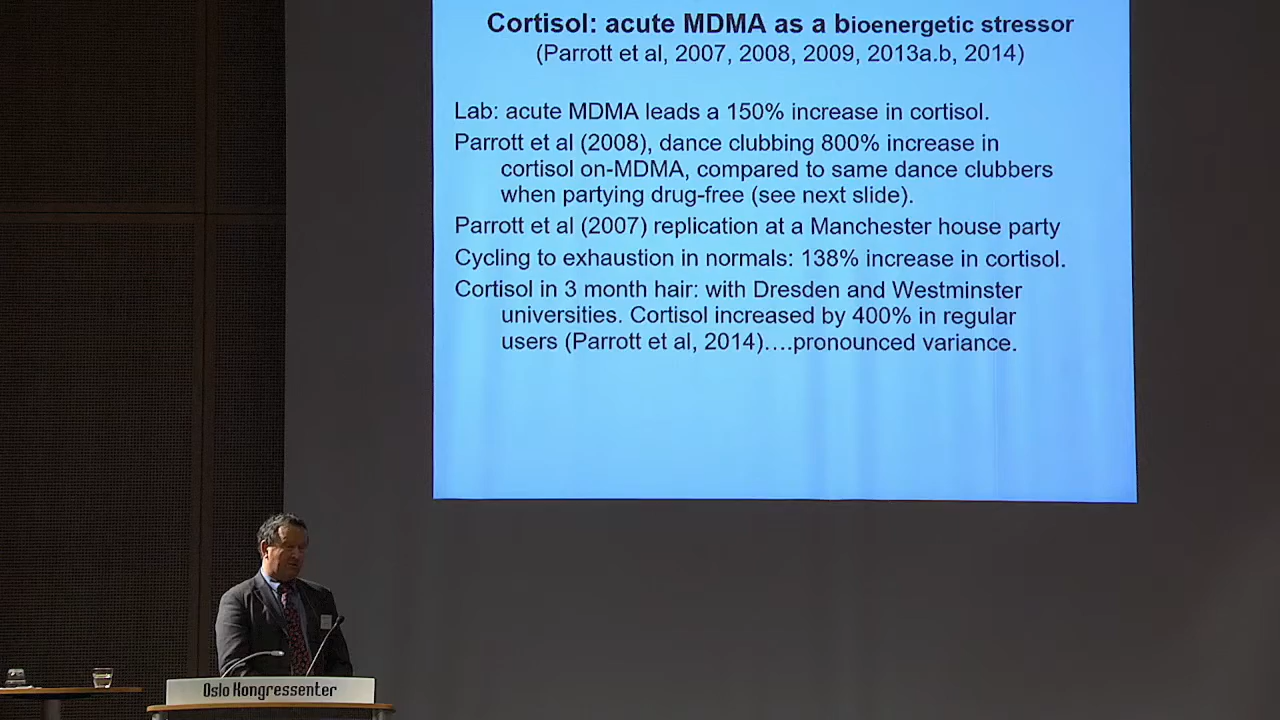 Cortisol: acute MDMA as a bioenergetic stressor
(Parrott et al, 2007, 2008, 2009, 2013a.b, 2014)
Lab: acute MDMA leads a 150% increase in cortisol.
Parrott et al (2008), dance clubbing 800% increase in
cortisol on-MDMA, compared to same dance clubbers
when partying drug-free (see next slide).
Parrott et al (2007) replication at a Manchester house party
Cycling to exhaustion in normals: 138% increase in cortisol.
Cortisol in 3 month hair: with Dresden and Westminster
universities. Cortisol increased by 400% in regular
users (Parrott et al, 2014)….pronounced variance.
Oslo Kongressenter